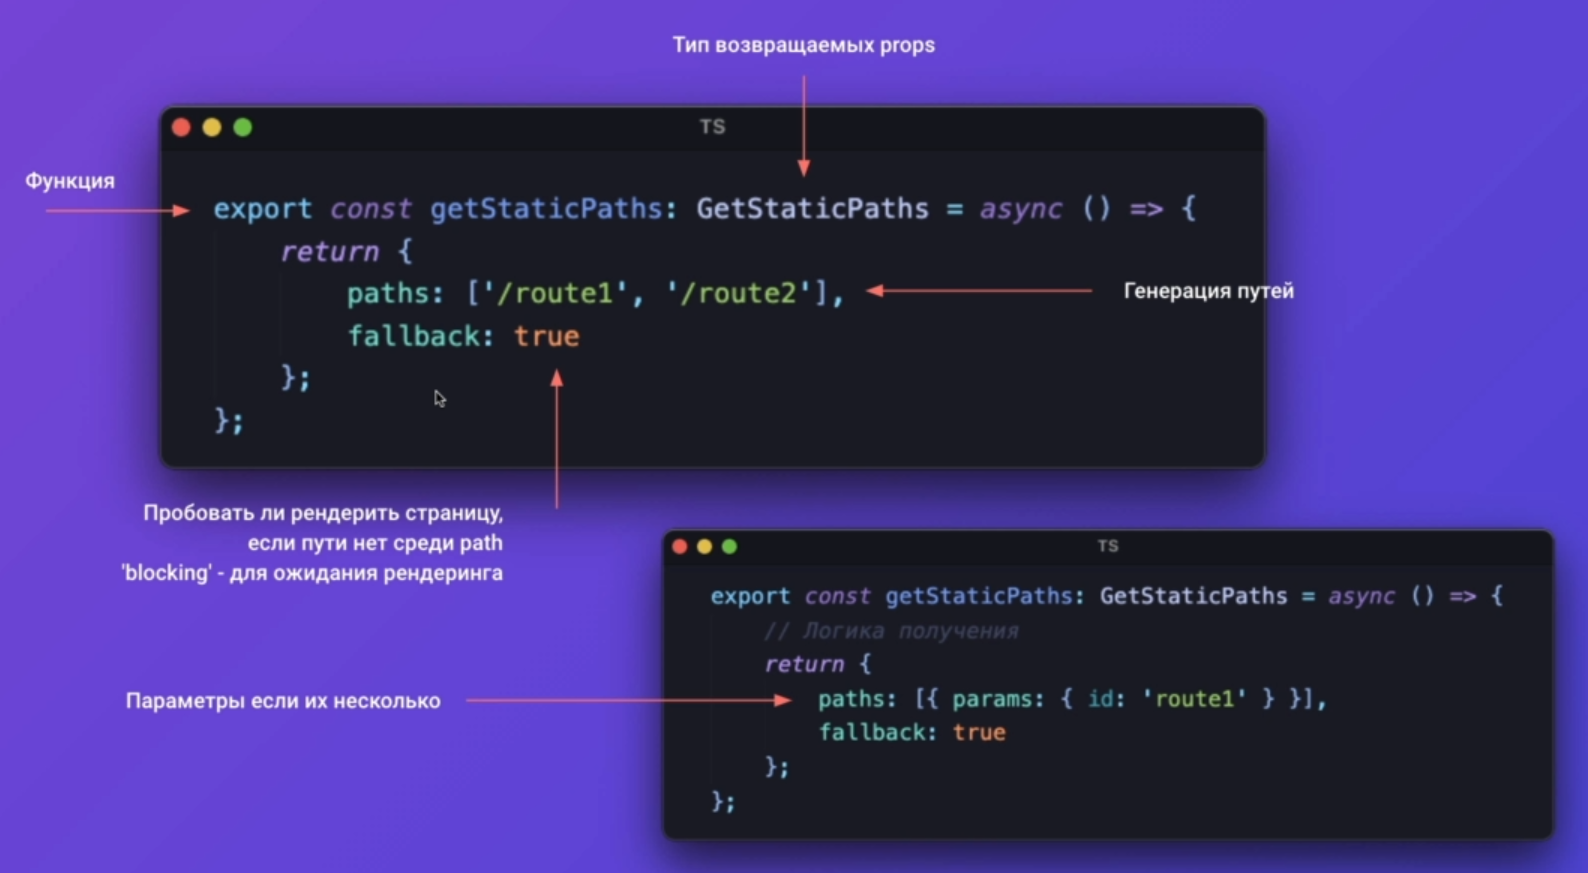 Тип возвращаемых props
TS
Функция
export const getStaticPaths: GetStaticPaths = async () => {
return {
paths: ['/route1', '/route2'],
Генерация путей
fallback: true
};
};
Пробовать ли рендерить страницу,
если пути нет среди path
'blocking' - для ожидания рендеринга
TS
export const getStaticPaths: GetStaticPaths = async () => {
// Логика получения
return {
Параметры если их несколько
paths: [{ params: { id: 'route1' } }],
fallback: true
};
};